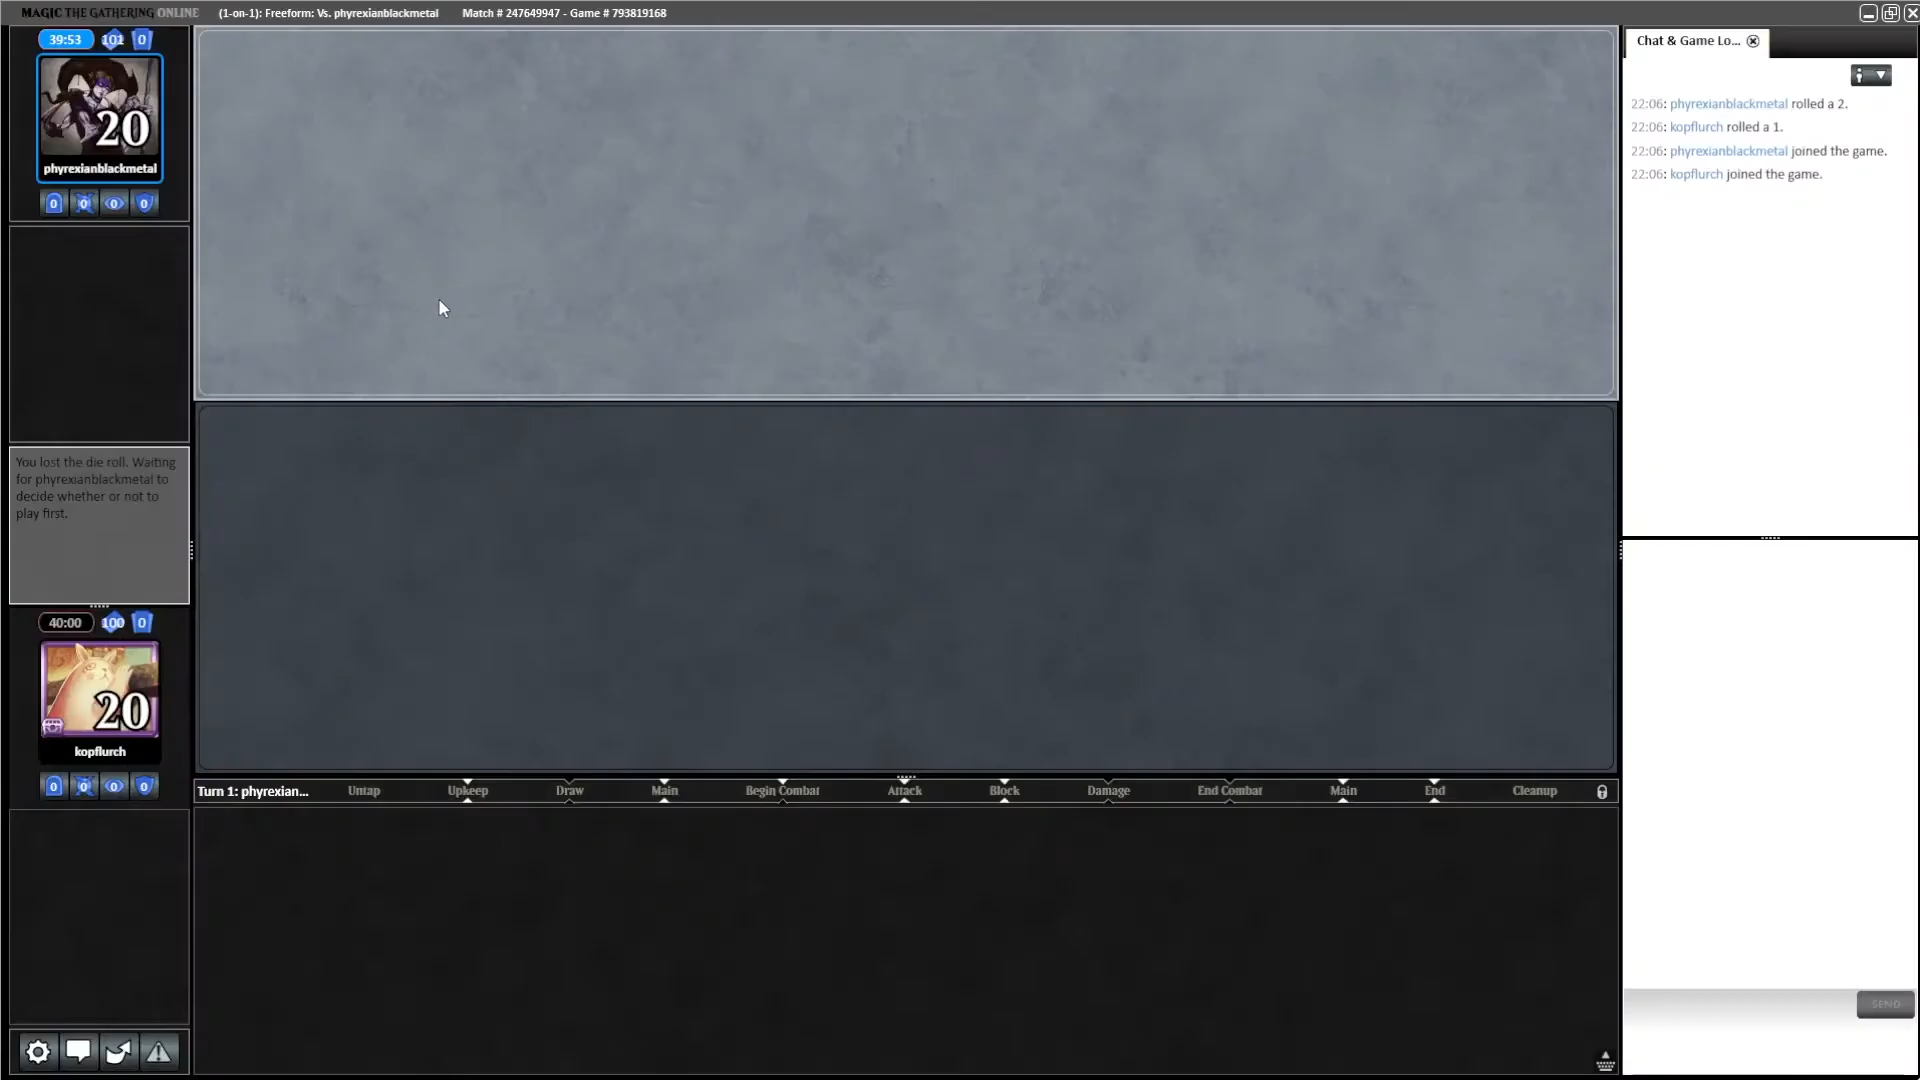 MAGIC THE GATHERING ONLINE (1-on-1): Freeform: Vs. phyrexianblackmetal Match # 247649947 - Game # 793819168
39:53 101 0
20
phyrexianblackmetal
0 0 0 0
You lost the die roll. Waiting
for phyrexianblackmetal to
decide whether or not to
play first.
40:00 100 0
20
kopflurch
0 0 0 0
Turn 1: phyrexian... Untap Upkeep Draw Main Begin Combat Attack Block Damage End Combat Main End Cleanup
Chat & Game Lo...
22:06: phyrexianblackmetal rolled a 2.
22:06: kopflurch rolled a 1.
22:06: phyrexianblackmetal joined the game.
22:06: kopflurch joined the game.
SEND